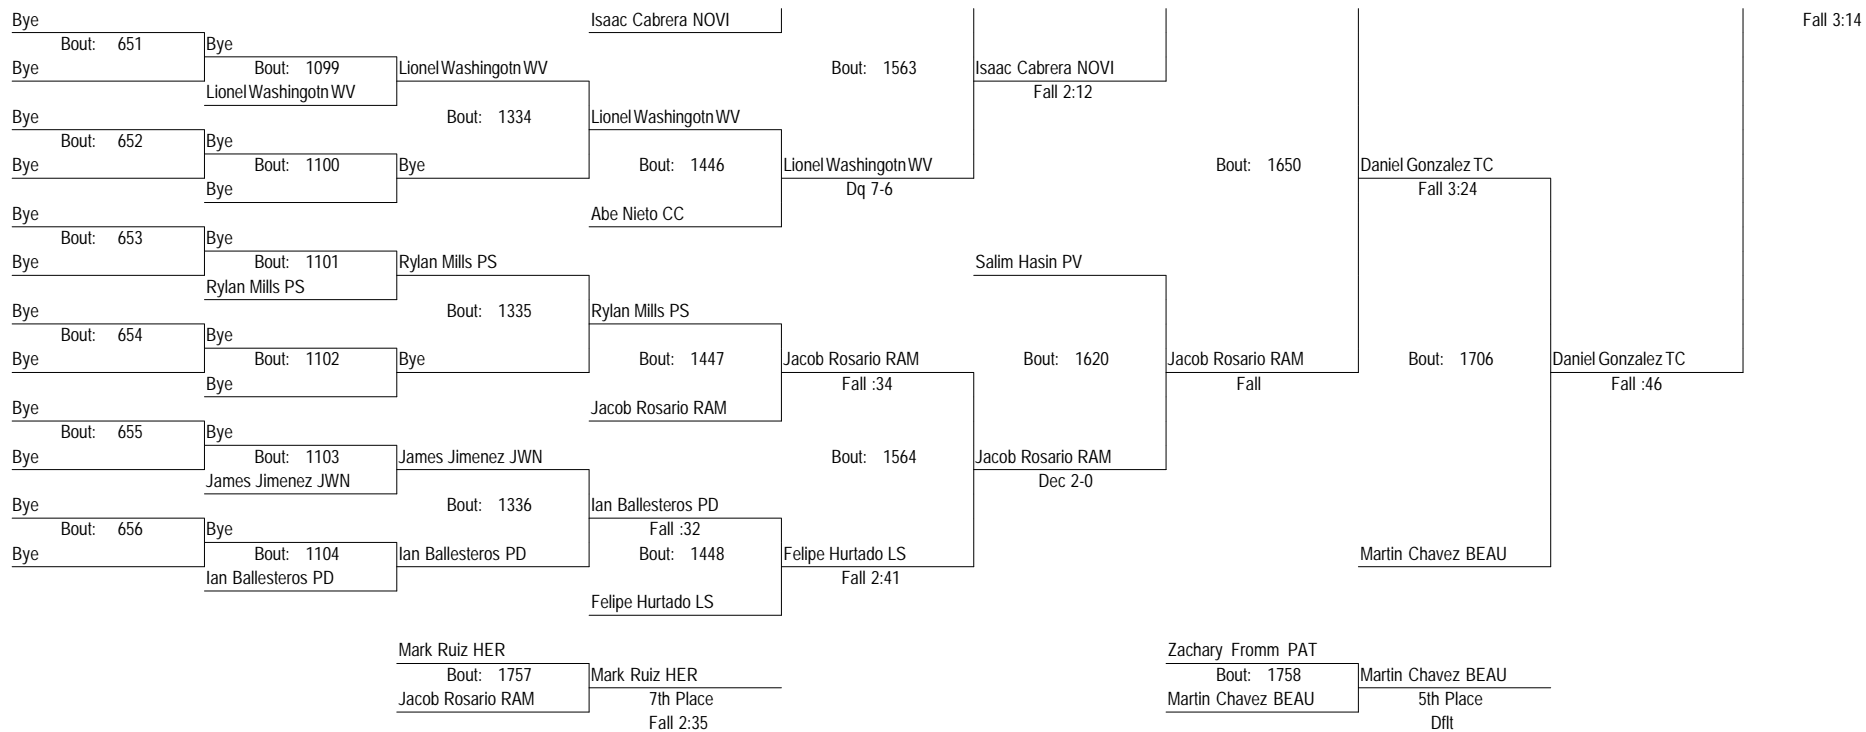 Bye Isaac Cabrera NOVI Fall 3:14
Bout: 651 Bye
Bye Bout: 1099 Lionel Washingotn WV Bout: 1563 Isaac Cabrera NOVI
Lionel Washingotn WV Fall 2:12
Bye Bout: 1334 Lionel Washingotn WV
Bout: 652 Bye
Bye Bout: 1100 Bye Bout: 1446 Lionel Washingotn WV Bout: 1650 Daniel Gonzalez TC
Bye Dq 7-6 Fall 3:24
Bye Abe Nieto CC
Bout: 653 Bye
Bye Bout: 1101 Rylan Mills PS Salim Hasin PV
Rylan Mills PS
Bye Bout: 1335 Rylan Mills PS
Bout: 654 Bye
Bye Bout: 1102 Bye Bout: 1447 Jacob Rosario RAM Bout: 1620 Jacob Rosario RAM Bout: 1706 Daniel Gonzalez TC
Bye Fall :34 Fall Fall :46
Bye Jacob Rosario RAM
Bout: 655 Bye
Bye Bout: 1103 James Jimenez JWN Bout: 1564 Jacob Rosario RAM
James Jimenez JWN Dec 2-0
Bye Bout: 1336 Ian Ballesteros PD
Bout: 656 Bye Fall :32
Bye Bout: 1104 Ian Ballesteros PD Bout: 1448 Felipe Hurtado LS Martin Chavez BEAU
Ian Ballesteros PD Fall 2:41
Felipe Hurtado LS
Mark Ruiz HER Zachary Fromm PAT
Bout: 1757 Mark Ruiz HER Bout: 1758 Martin Chavez BEAU
Jacob Rosario RAM 7th Place Martin Chavez BEAU 5th Place
Fall 2:35 Dflt